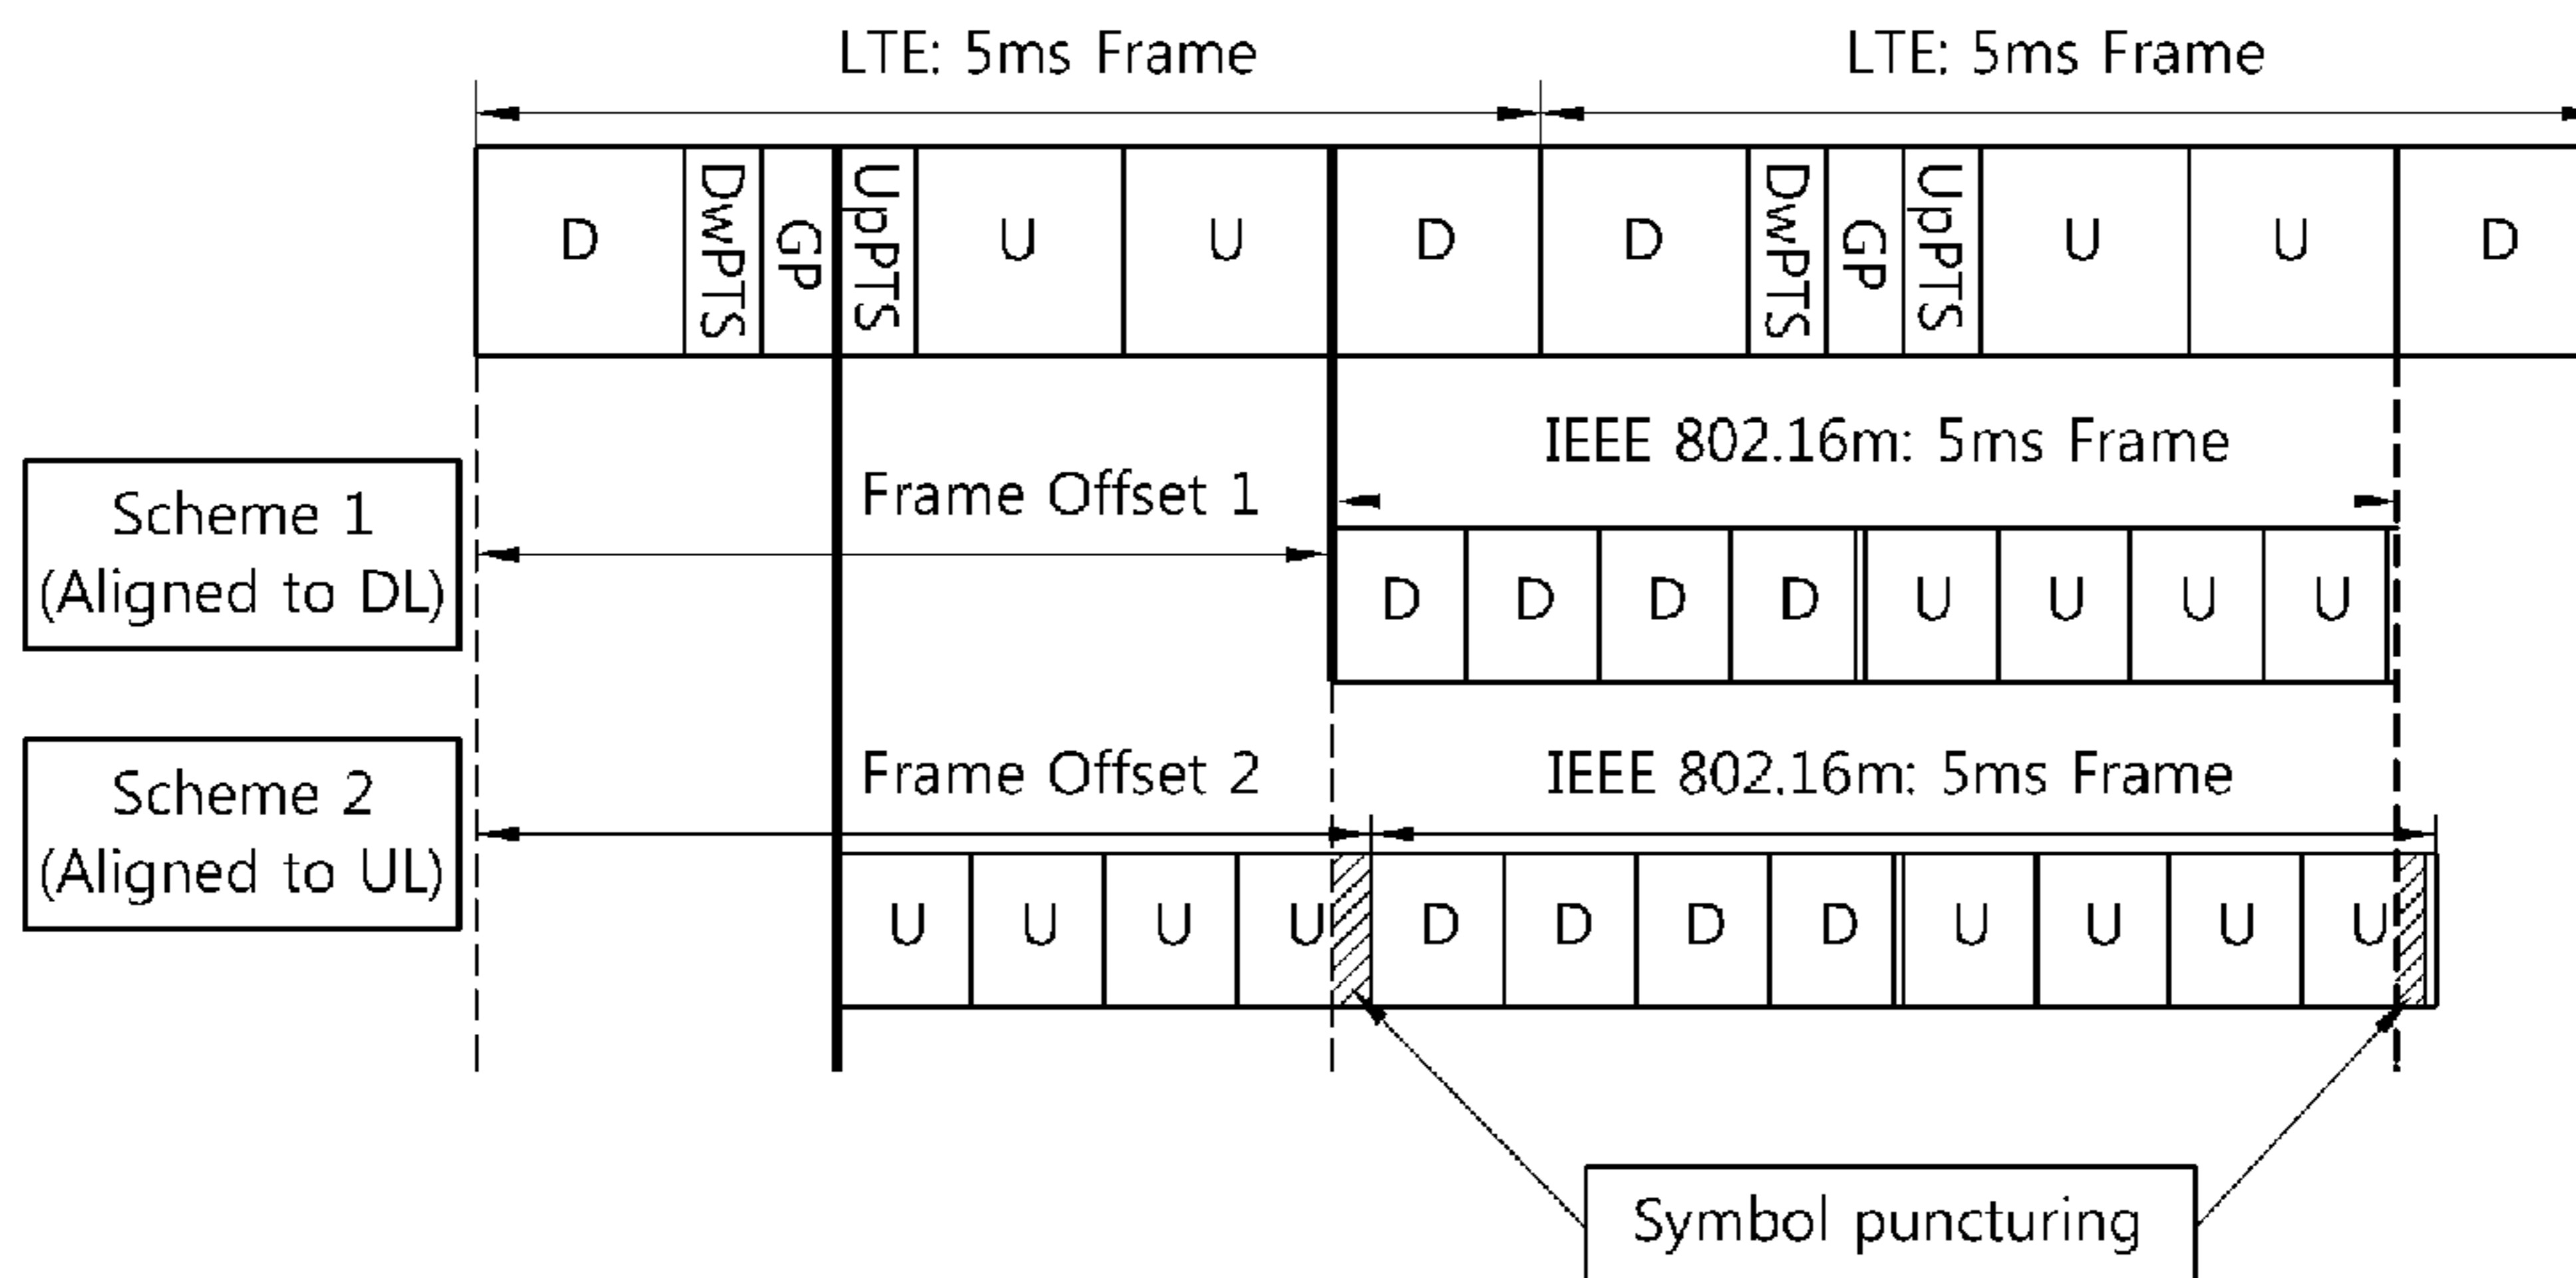 LTE: 5ms Frame LTE: 5ms Frame
D DwPTS GP UpPTS U U D D DwPTS GP UpPTS U U D
IEEE 802.16m: 5ms Frame
Scheme 1
(Aligned to DL)
Frame Offset 1
D D D D U U U U
Scheme 2
(Aligned to UL)
Frame Offset 2 IEEE 802.16m: 5ms Frame
U U U U D D D D U U U U
Symbol puncturing